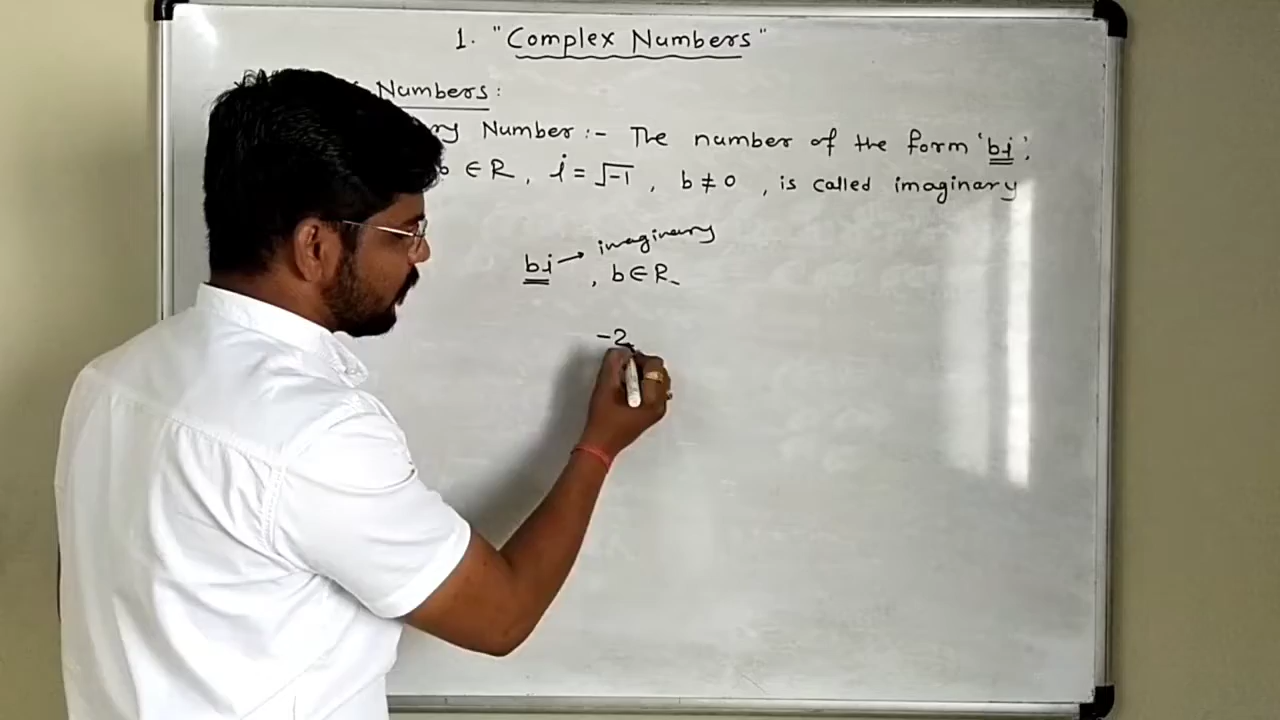 1. "Complex Numbers"
Numbers :
Number :- The number of the form 'bi',
b ∈ R, i = √-1, b ≠ 0, is called imaginary
bi → imaginary
, b ∈ R
-2